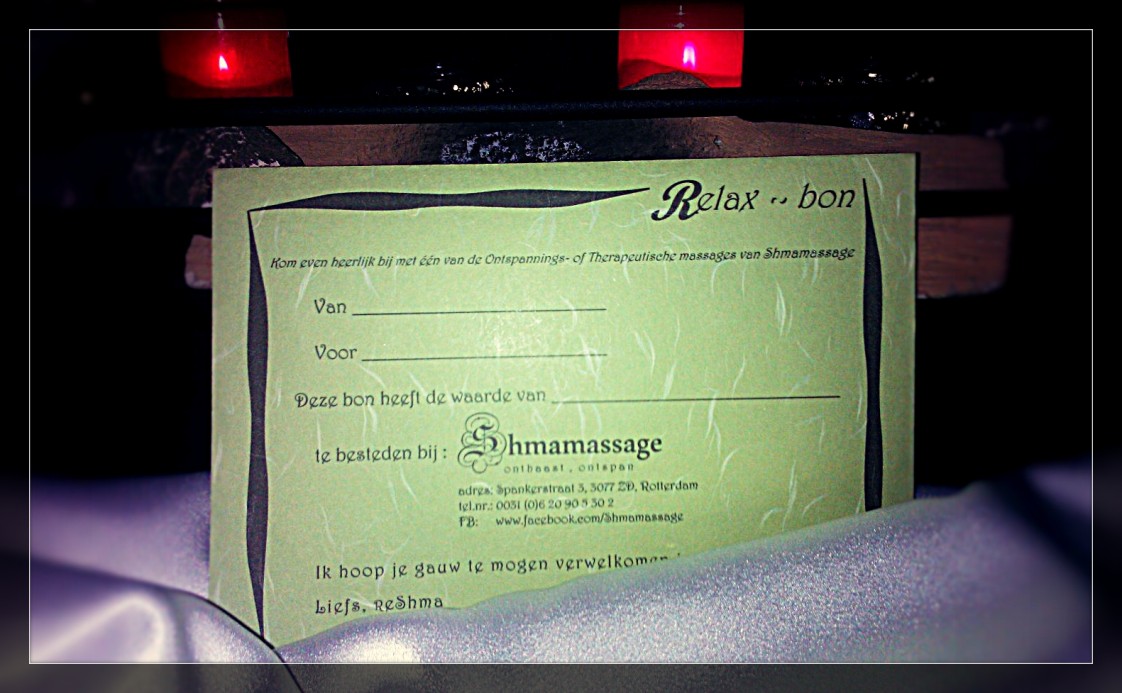 Relax ~ bon
Kom even heerlijk bij met één van de Ontspannings- of Therapeutische massages van Shmamassage
Van
Voor
Deze bon heeft de waarde van
te besteden bij : Shmamassage
onthaast . ontspan
adres: Spankerstraat 3, 3077 ZD, Rotterdam
tel.nr.: 0031 (0)6 20 90 5 30 2
FB: www.facebook.com/Shmamassage
Ik hoop je gauw te mogen verwelkomen
Liefs, ReShma